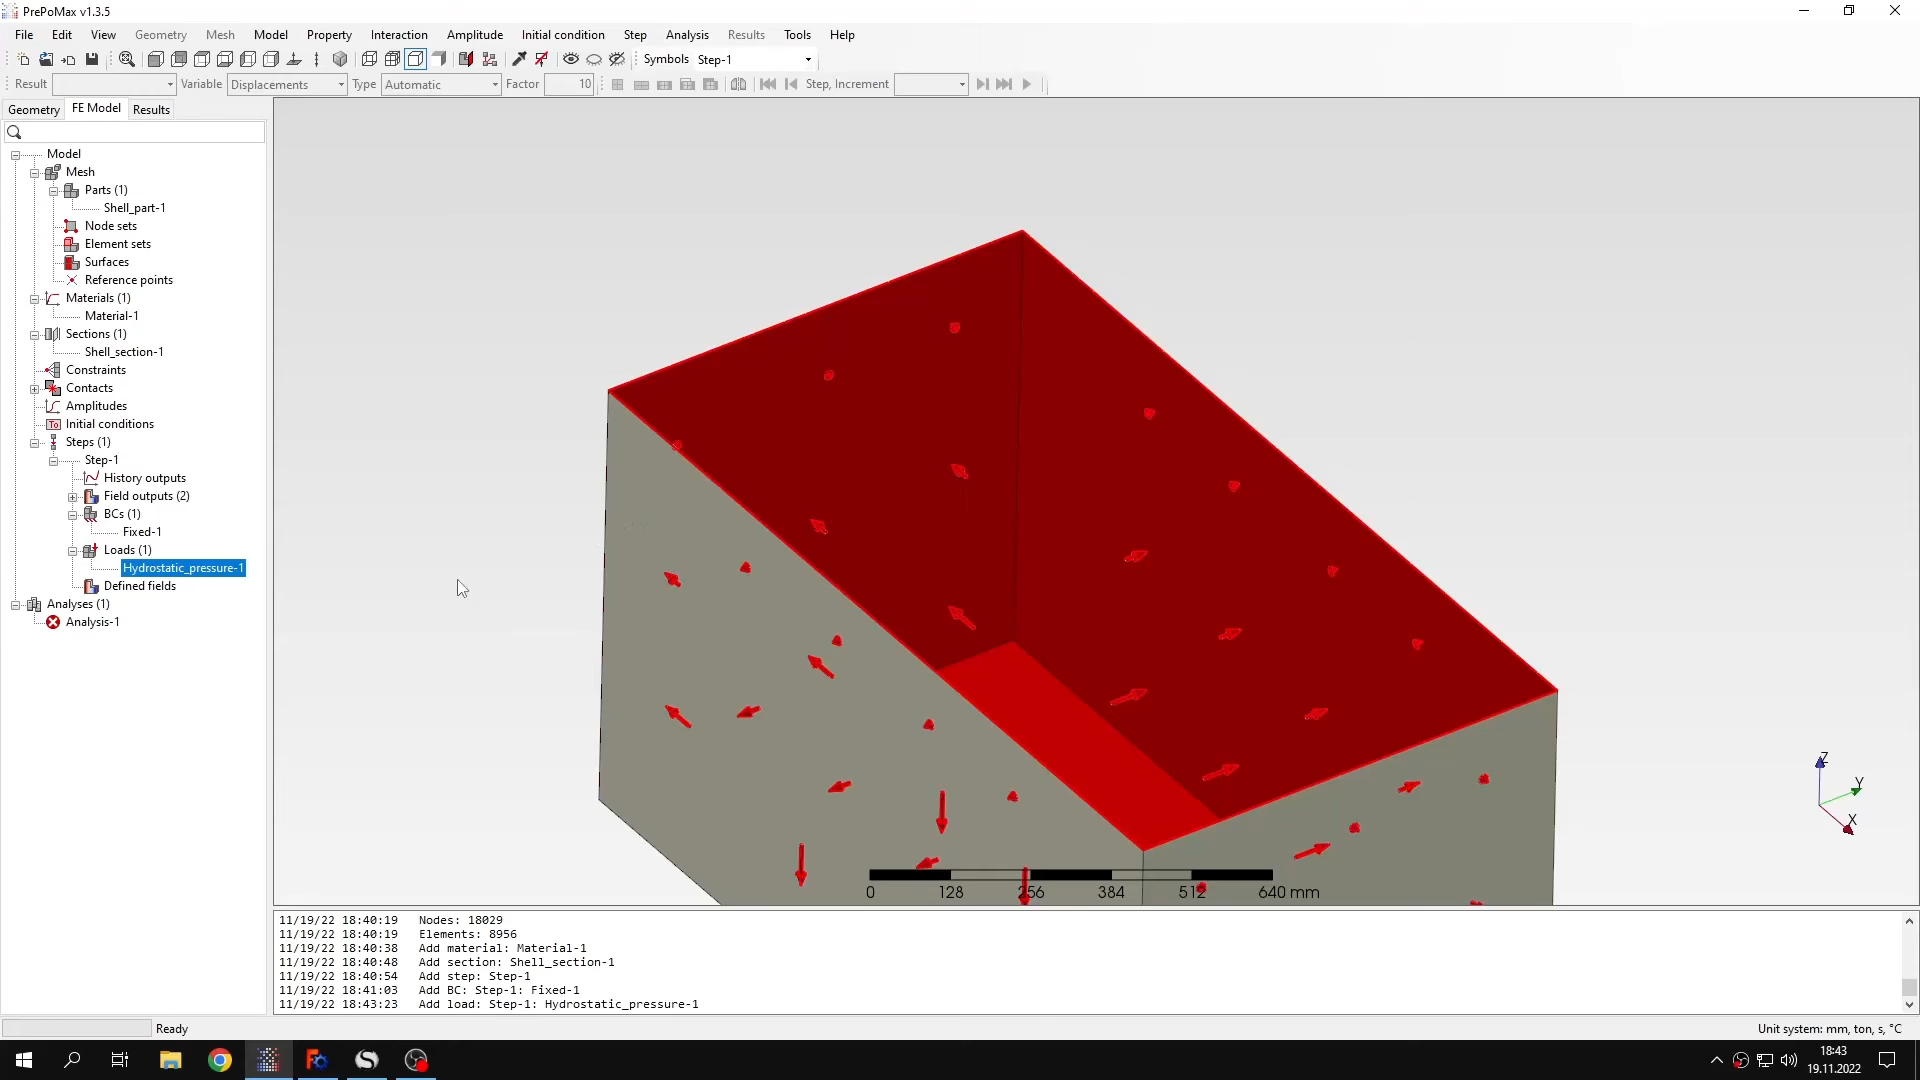 PrePoMax v1.3.5
File Edit View Geometry Mesh Model Property Interaction Amplitude Initial condition Step Analysis Results Tools Help
Symbols Step-1
Result Variable Displacements Type Automatic Factor 10 Step, Increment
Geometry FE Model Results
Model
Mesh
Parts (1)
Shell_part-1
Node sets
Element sets
Surfaces
Reference points
Materials (1)
Material-1
Sections (1)
Shell_section-1
Constraints
Contacts
Amplitudes
Initial conditions
Steps (1)
Step-1
History outputs
Field outputs (2)
BCs (1)
Fixed-1
Loads (1)
Hydrostatic_pressure-1
Defined fields
Analyses (1)
Analysis-1
Z
Y
X
0 128 256 384 512 640 mm
11/19/22 18:40:19 Nodes: 18029
11/19/22 18:40:19 Elements: 8956
11/19/22 18:40:38 Add material: Material-1
11/19/22 18:40:48 Add section: Shell_section-1
11/19/22 18:40:54 Add step: Step-1
11/19/22 18:41:03 Add BC: Step-1: Fixed-1
11/19/22 18:43:23 Add load: Step-1: Hydrostatic_pressure-1
Ready
Unit system: mm, ton, s, °C
18:43
19.11.2022